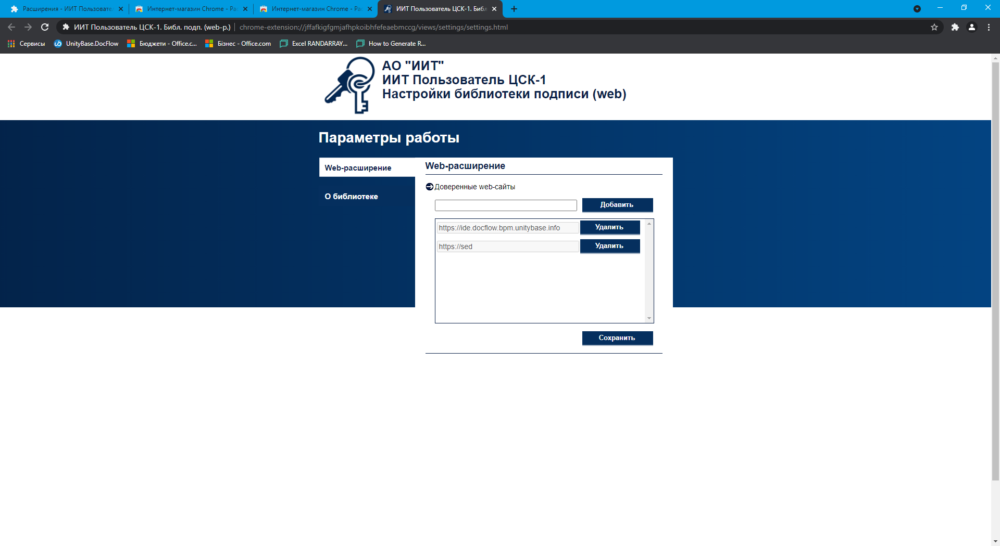 Расширения - ИИТ Пользовател
Интернет-магазин Chrome - Ра
Интернет-магазин Chrome - Ра
ИИТ Пользователь ЦСК-1. Библ
ИИТ Пользователь ЦСК-1. Библ. подп. (web-р.)
chrome-extension://jffafkigfgmjafhpkoibhfefeaebmccg/views/settings/settings.html
Сервисы
UnityBase.DocFlow
Бюджети - Office.c...
Бізнес - Office.com
Excel RANDARRAY...
How to Generate R...
АО "ИИТ"
ИИТ Пользователь ЦСК-1
Настройки библиотеки подписи (web)
Параметры работы
Web-расширение
О библиотеке
Web-расширение
Доверенные web-сайты
Добавить
https://ide.docflow.bpm.unitybase.info
Удалить
https://sed
Удалить
Сохранить